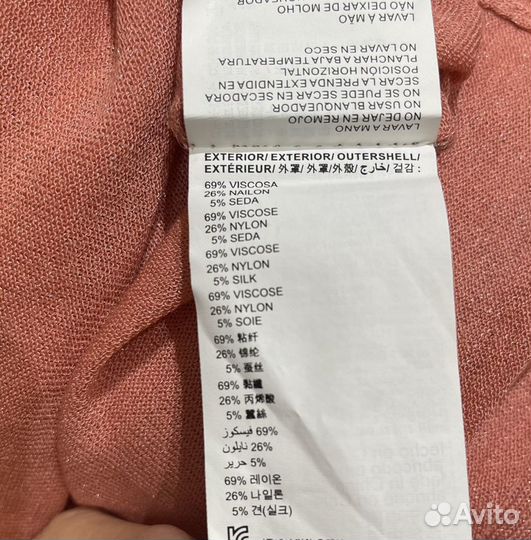 LAVAR A MANO
NO DEJAR EN REMOJO
NO USAR BLANQUEADOR
NO SE PUEDE EN SECADORA
SECAR LA PRENDA EXTENDIDA EN
POSICIÓN HORIZONTAL
PLANCHAR A BAJA TEMPERATURA
NO LAVAR EN SECO
LAVAR À MÃO
NÃO DEIXAR DE MOLHO
EXTERIOR/ EXTERIOR/ OUTERSHELL/
EXTÉRIEUR/ 外罩/ 外罩/外殼/ خارج/ 겉감 :
69% VISCOSA
26% NAILON
5% SEDA
69% VISCOSE
26% NYLON
5% SEDA
69% VISCOSE
26% NYLON
5% SILK
69% VISCOSE
26% NYLON
5% SOIE
69% 粘纤
26% 锦纶
5% 蚕丝
69% 黏纖
26% 丙烯酸
5% 蠶絲
69% فيسكوز
26% نايلون
5% حرير
69% 레이온
26% 나일론
5% 견(실크)
Avito